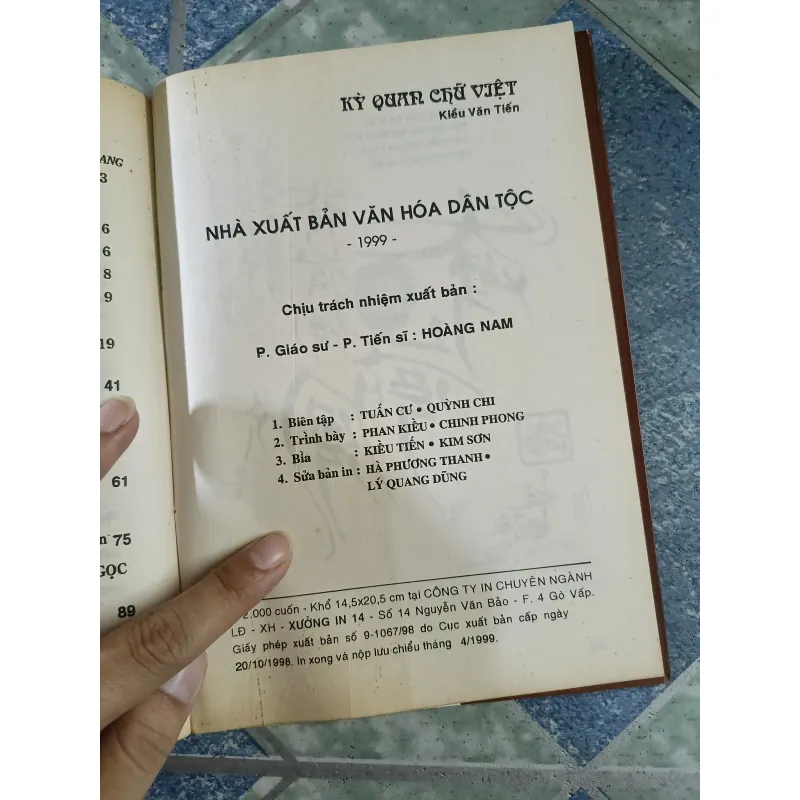 ANG
3
6
6
8
9
19
41
61
75
GỌC
89
KỲ QUAN CHỮ VIỆT
Kiều Văn Tiến
NHÀ XUẤT BẢN VĂN HÓA DÂN TỘC
- 1999 -
Chịu trách nhiệm xuất bản :
P. Giáo sư - P. Tiến sĩ : HOÀNG NAM
1. Biên tập : TUẤN CƯ • QUỲNH CHI
2. Trình bày : PHAN KIỀU • CHINH PHONG
3. Bìa : KIỀU TIẾN • KIM SƠN
4. Sửa bản in : HÀ PHƯƠNG THANH •
LÝ QUANG DŨNG
2.000 cuốn - Khổ 14,5x20,5 cm tại CÔNG TY IN CHUYÊN NGÀNH
LĐ - XH - XƯỞNG IN 14 - Số 14 Nguyễn Văn Bảo - F. 4 Gò Vấp.
Giấy phép xuất bản số 9-1067/98 do Cục xuất bản cấp ngày
20/10/1998. In xong và nộp lưu chiểu tháng 4/1999.